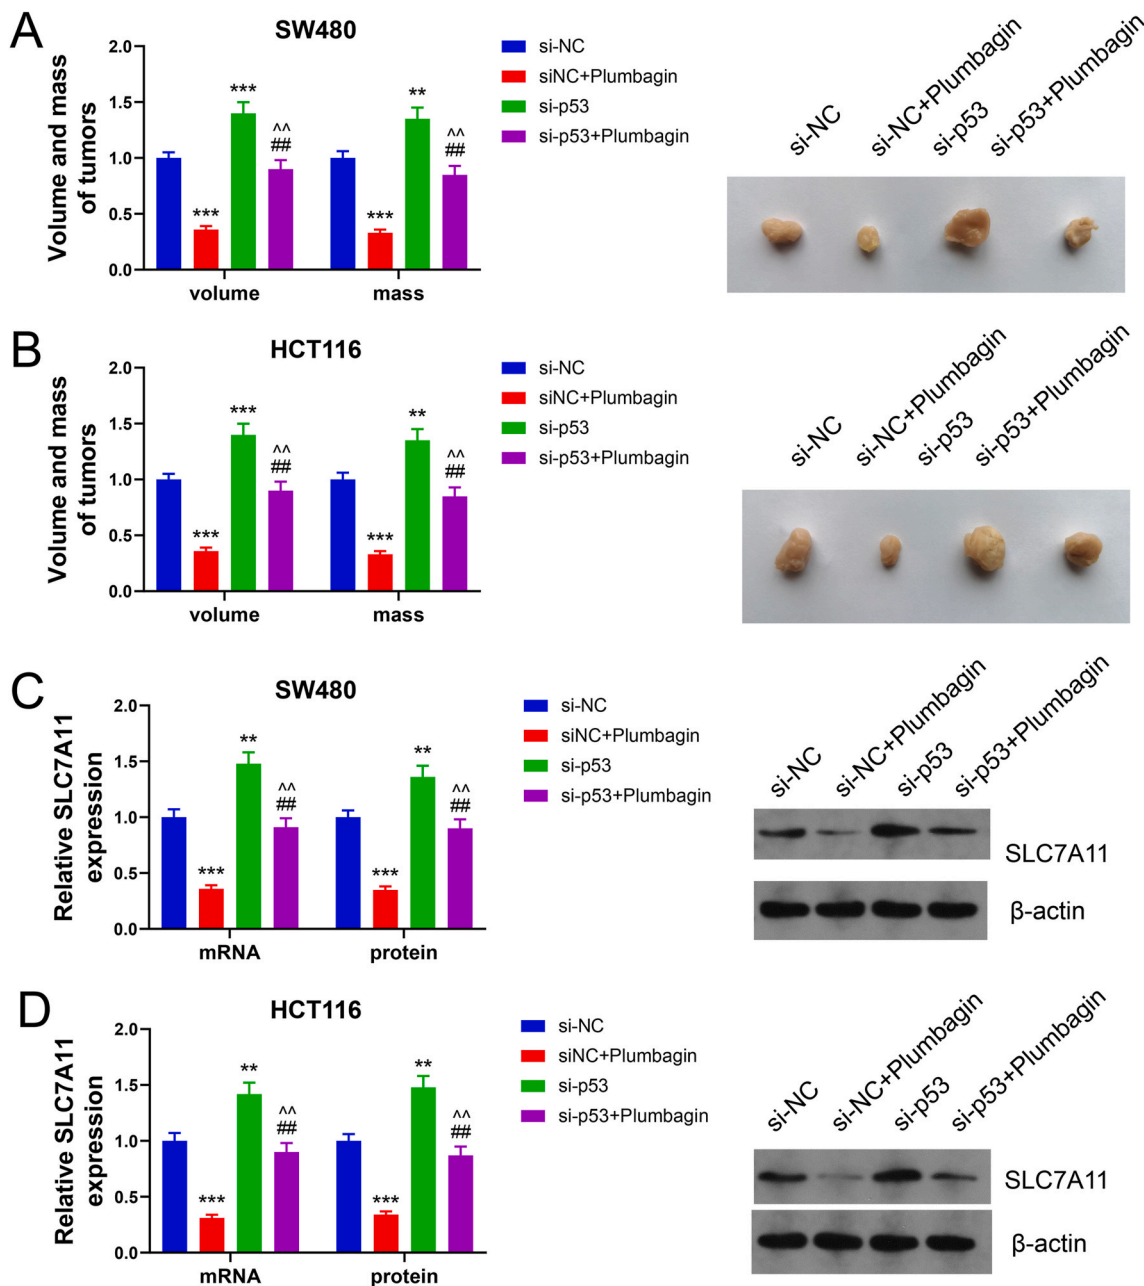 A
SW480
Volume and mass
of tumors
2.0
1.5
1.0
0.5
0.0
***
***
^^
##
**
***
^^
##
volume
mass
si-NC
siNC+Plumbagin
si-p53
si-p53+Plumbagin
si-NC
si-NC+Plumbagin
si-p53
si-p53+Plumbagin
B
HCT116
Volume and mass
of tumors
2.0
1.5
1.0
0.5
0.0
***
***
^^
##
**
***
^^
##
volume
mass
si-NC
siNC+Plumbagin
si-p53
si-p53+Plumbagin
si-NC
si-NC+Plumbagin
si-p53
si-p53+Plumbagin
C
SW480
Relative SLC7A11
expression
2.0
1.5
1.0
0.5
0.0
***
**
^^
##
***
**
^^
##
mRNA
protein
si-NC
siNC+Plumbagin
si-p53
si-p53+Plumbagin
si-NC
si-NC+Plumbagin
si-p53
si-p53+Plumbagin
SLC7A11
β-actin
D
HCT116
Relative SLC7A11
expression
2.0
1.5
1.0
0.5
0.0
***
**
^^
##
***
**
^^
##
mRNA
protein
si-NC
siNC+Plumbagin
si-p53
si-p53+Plumbagin
si-NC
si-NC+Plumbagin
si-p53
si-p53+Plumbagin
SLC7A11
β-actin